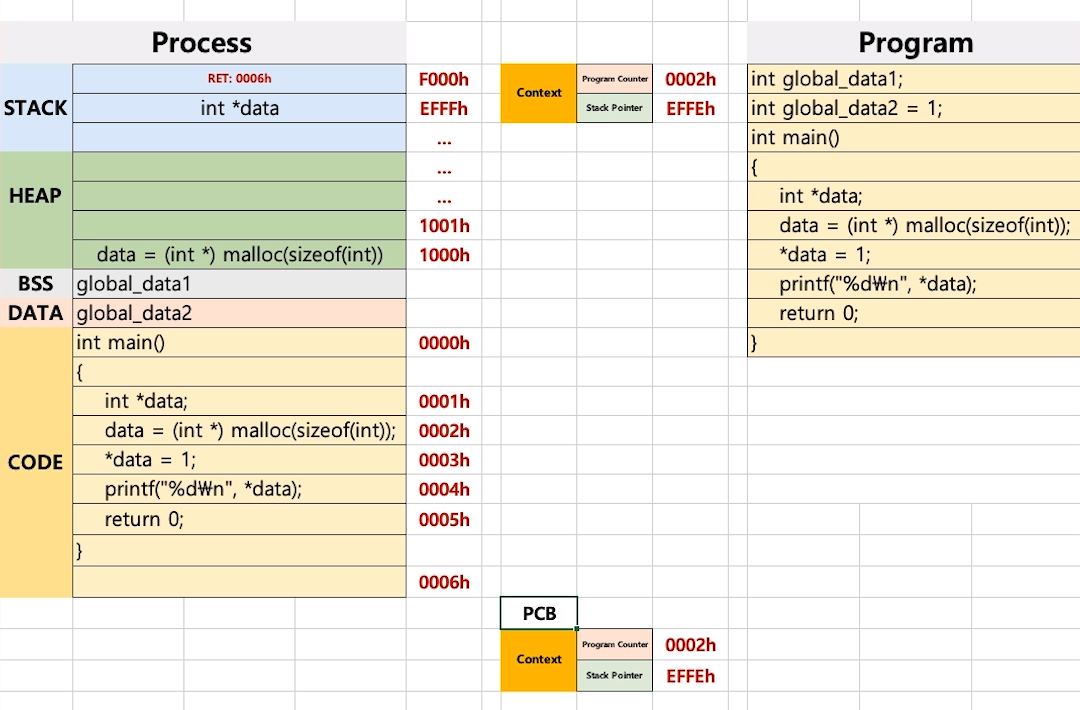 Process
Program
STACK
RET: 0006h
F000h
Context
Program Counter
0002h
int global_data1;
int *data
EFFFh
Stack Pointer
EFFEh
int global_data2 = 1;
...
int main()
HEAP
...
{
...
int *data;
1001h
data = (int *) malloc(sizeof(int));
data = (int *) malloc(sizeof(int))
1000h
*data = 1;
BSS
global_data1
printf("%d₩n", *data);
DATA
global_data2
return 0;
CODE
int main()
0000h
}
{
int *data;
0001h
data = (int *) malloc(sizeof(int));
0002h
*data = 1;
0003h
printf("%d₩n", *data);
0004h
return 0;
0005h
}
0006h
PCB
Context
Program Counter
0002h
Stack Pointer
EFFEh